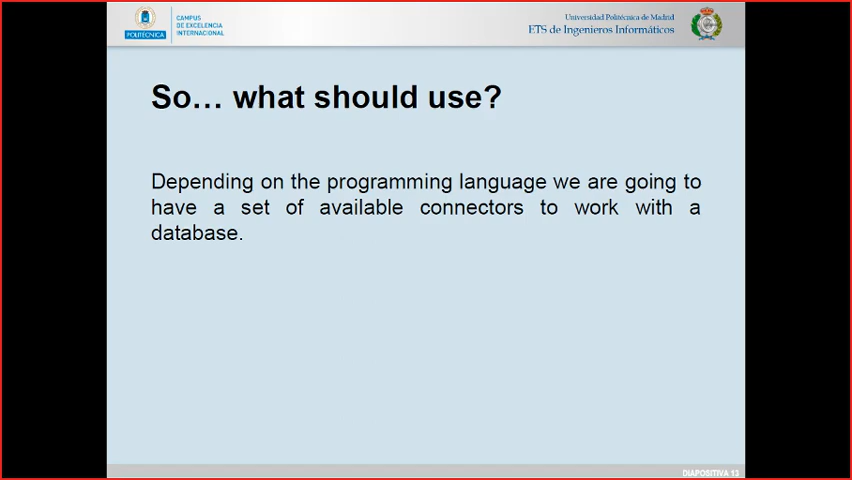 POLITÉCNICA
CAMPUS
DE EXCELENCIA
INTERNACIONAL
Universidad Politécnica de Madrid
ETS de Ingenieros Informáticos
So… what should use?
Depending on the programming language we are going to
have a set of available connectors to work with a
database.
DIAPOSITIVA 13